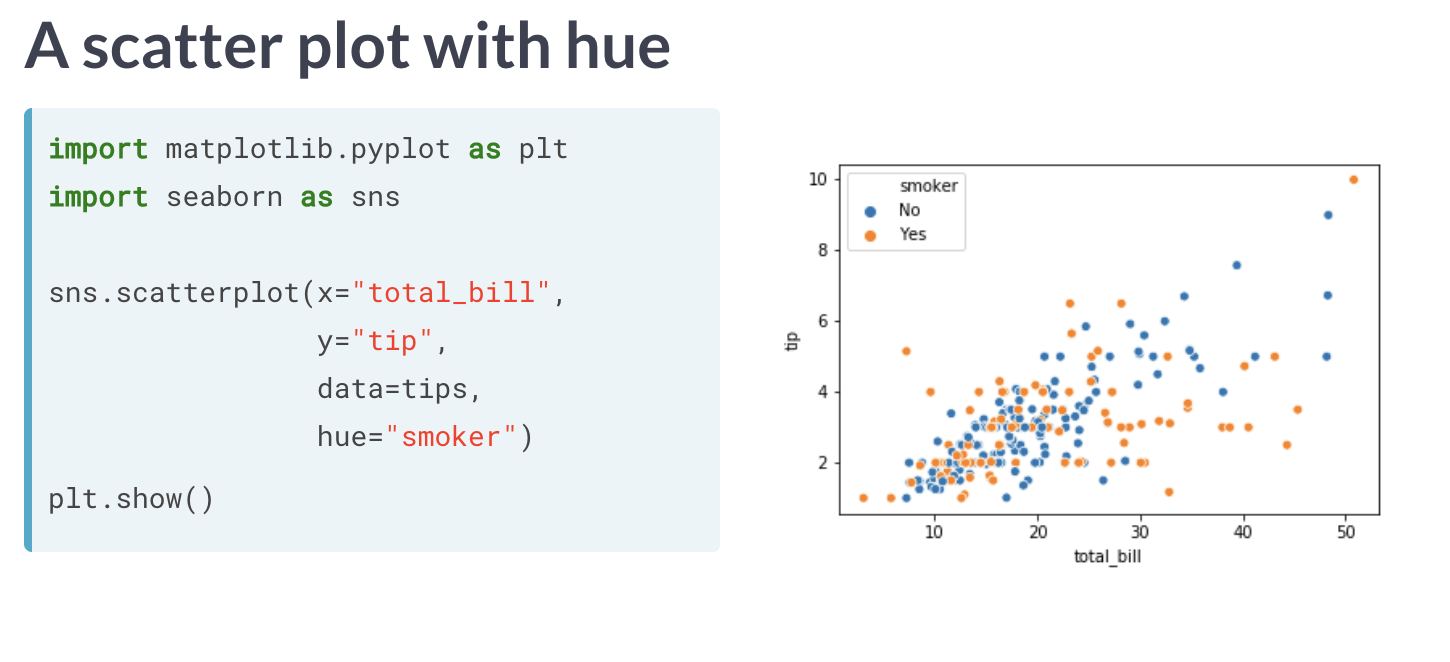 A scatter plot with hue
import matplotlib.pyplot as plt
import seaborn as sns
sns.scatterplot(x="total_bill",
y="tip",
data=tips,
hue="smoker")
plt.show()
smoker
No
Yes
10
8
6
4
2
tip
10 20 30 40 50
total_bill